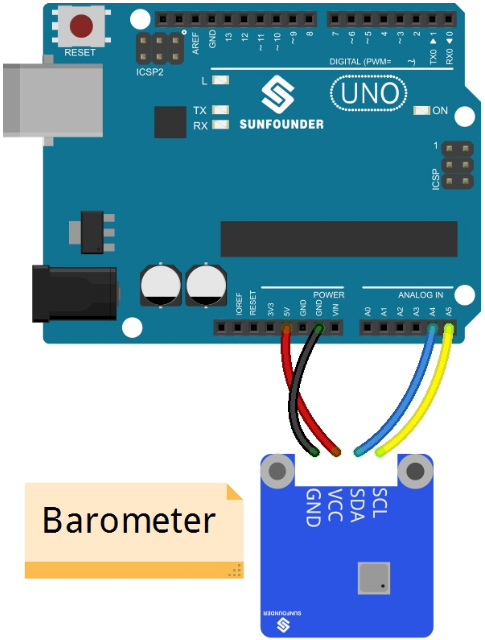 RESET
ICSP2
AREF
GND
13
12
~ 11
~ 10
~ 9
8
7
~ 6
~ 5
4
~ 3
2
TX0 ▶ 1
RX0 ◀ 0
DIGITAL (PWM= ~)
L
TX
RX
SUNFOUNDER
UNO
ON
1
ICSP
POWER
ANALOG IN
IOREF
RESET
3V3
5V
GND
GND
VIN
A0
A1
A2
A3
A4
A5
Barometer
GND
VCC
SDA
SCL
SUNFOUNDER